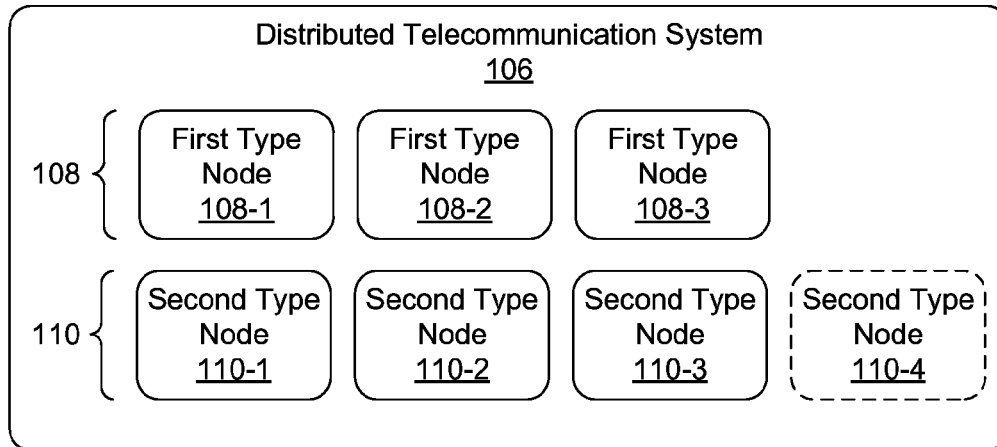 Distributed Telecommunication System
106
108
First Type
Node
108-1
First Type
Node
108-2
First Type
Node
108-3
110
Second Type
Node
110-1
Second Type
Node
110-2
Second Type
Node
110-3
Second Type
Node
110-4